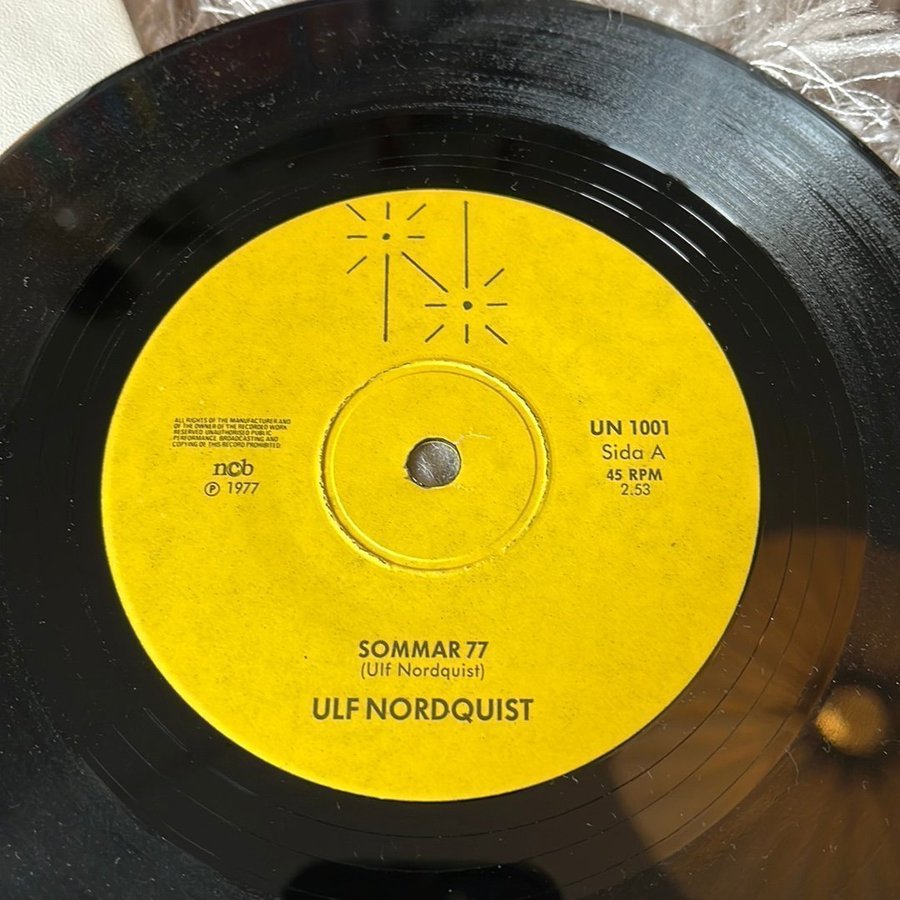 ALL RIGHTS OF THE MANUFACTURER AND
OF THE OWNER OF THE RECORDED WORK
RESERVED. UNAUTHORISED PUBLIC
PERFORMANCE, BROADCASTING AND
COPYING OF THIS RECORD PROHIBITED
ncb
℗ 1977
UN 1001
Sida A
45 RPM
2.53
SOMMAR 77
(Ulf Nordquist)
ULF NORDQUIST